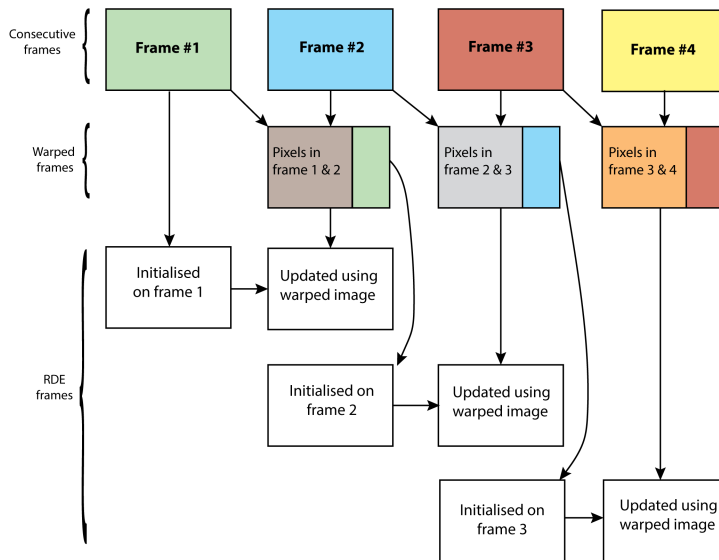 Consecutive
frames
Frame #1
Frame #2
Frame #3
Frame #4
Warped
frames
Pixels in
frame 1 & 2
Pixels in
frame 2 & 3
Pixels in
frame 3 & 4
RDE
frames
Initialised
on frame 1
Updated using
warped image
Initialised on
frame 2
Updated using
warped image
Initialised on
frame 3
Updated using
warped image